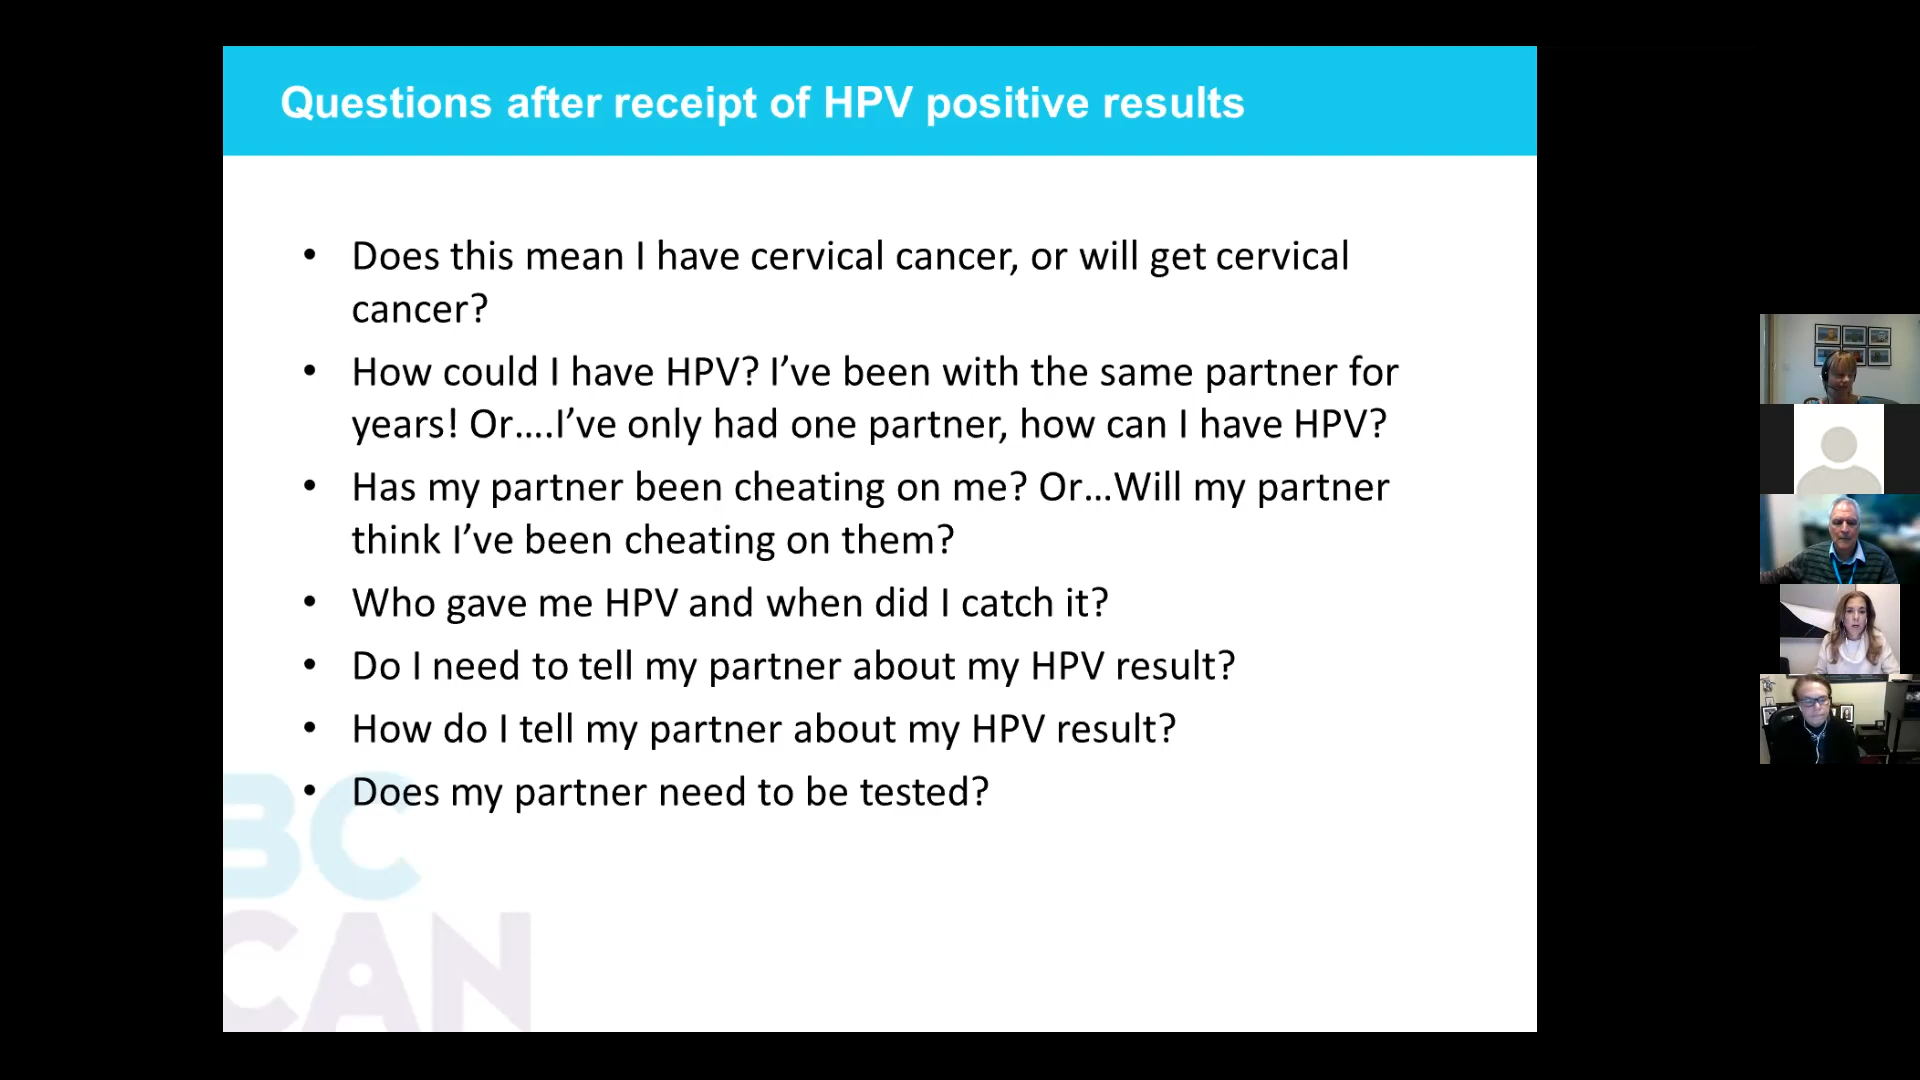 Questions after receipt of HPV positive results
• Does this mean I have cervical cancer, or will get cervical
cancer?
• How could I have HPV? I’ve been with the same partner for
years! Or....I’ve only had one partner, how can I have HPV?
• Has my partner been cheating on me? Or...Will my partner
think I’ve been cheating on them?
• Who gave me HPV and when did I catch it?
• Do I need to tell my partner about my HPV result?
• How do I tell my partner about my HPV result?
• Does my partner need to be tested?
BC
CAN